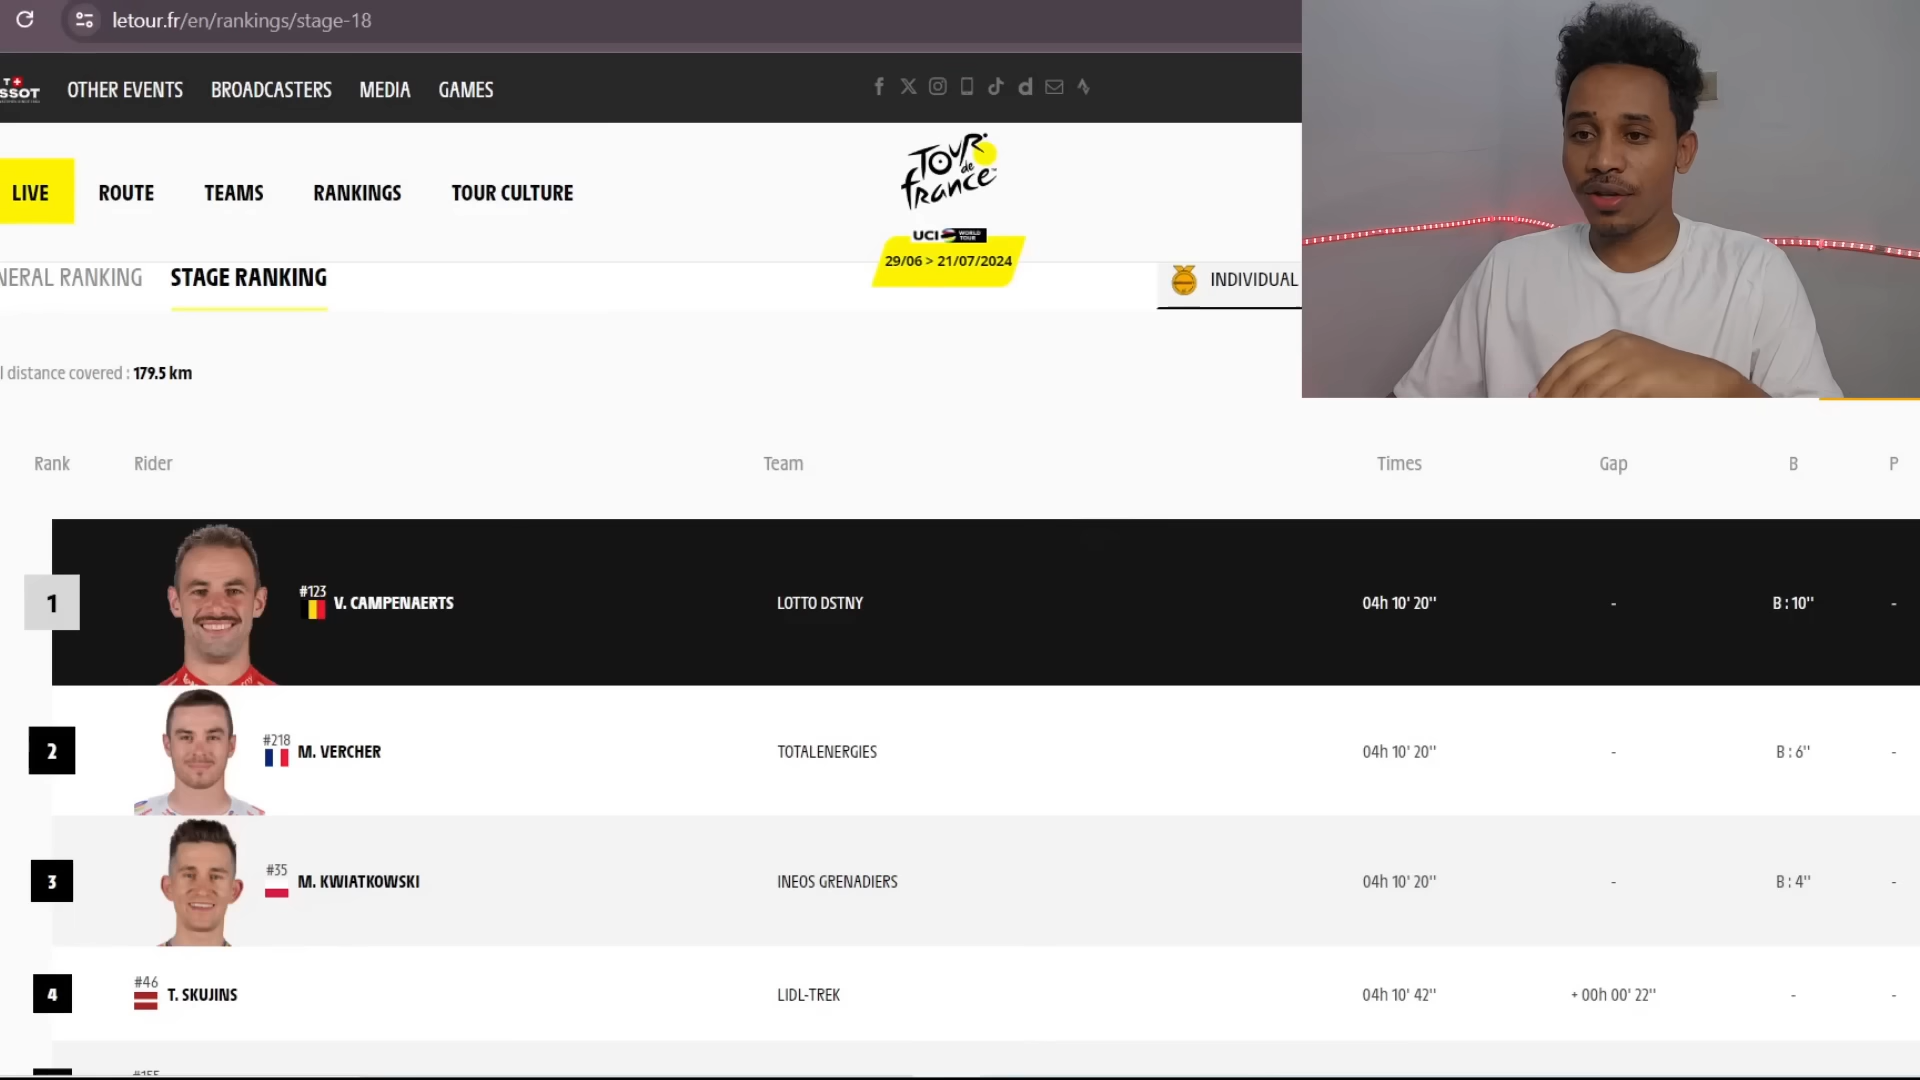 letour.fr/en/rankings/stage-18
T+
SSOT
OTHER EVENTS BROADCASTERS MEDIA GAMES
LIVE ROUTE TEAMS RANKINGS TOUR CULTURE
TOUR de france
UCI WORLD TOUR
29/06 > 21/07/2024
NERAL RANKING STAGE RANKING INDIVIDUAL
l distance covered : 179.5 km
Rank Rider Team Times Gap B P
1 #123 V. CAMPENAERTS LOTTO DSTNY 04h 10' 20'' - B : 10'' -
2 #218 M. VERCHER TOTALENERGIES 04h 10' 20'' - B : 6'' -
3 #35 M. KWIATKOWSKI INEOS GRENADIERS 04h 10' 20'' - B : 4'' -
4 #46 T. SKUJINS LIDL-TREK 04h 10' 42'' + 00h 00' 22'' - -